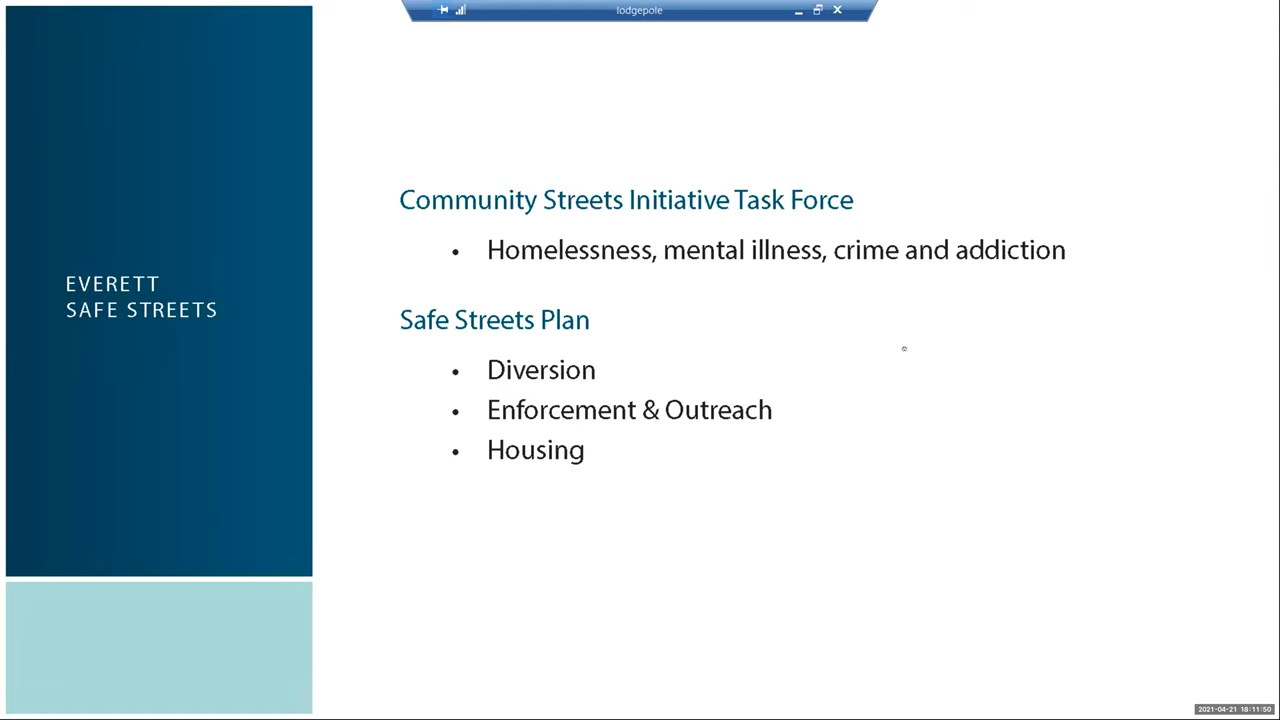 lodgepole
EVERETT
SAFE STREETS
Community Streets Initiative Task Force
• Homelessness, mental illness, crime and addiction
Safe Streets Plan
• Diversion
• Enforcement & Outreach
• Housing
2021-04-21 18:11:50